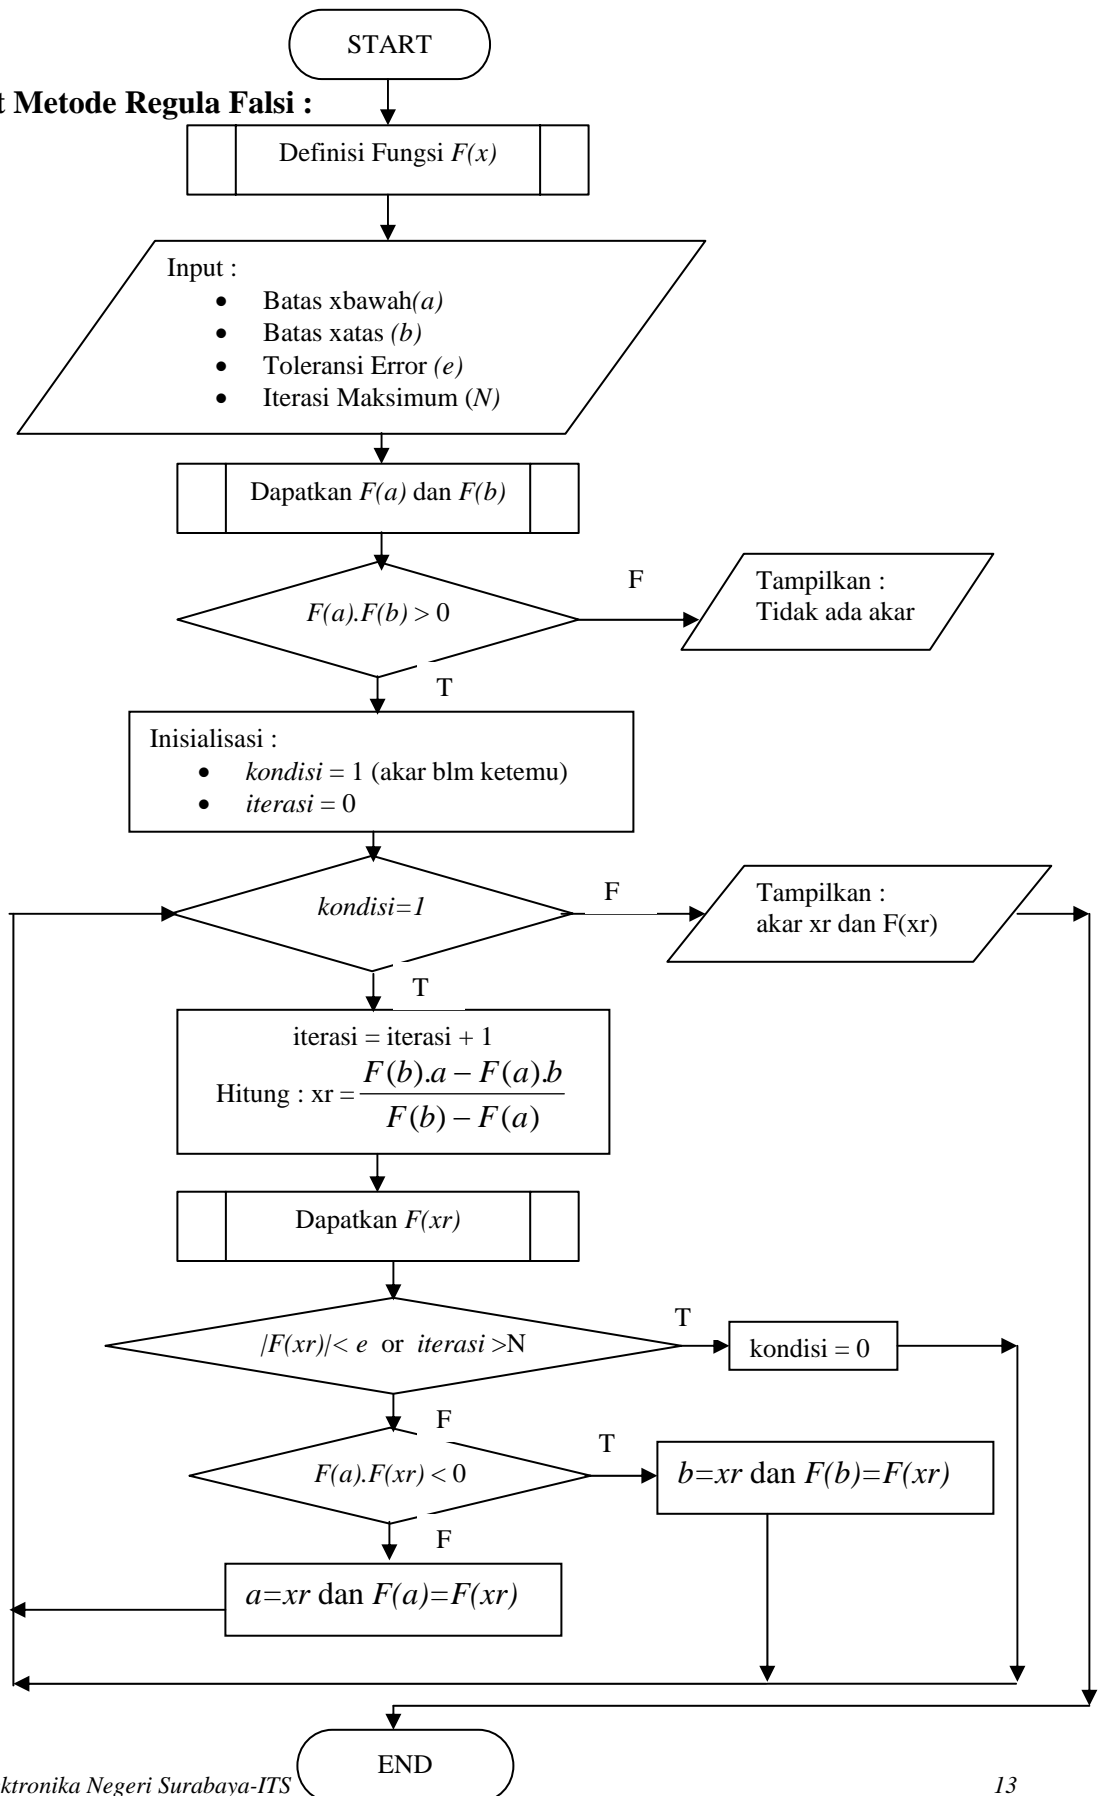 START
t Metode Regula Falsi :
Definisi Fungsi F(x)
Input :
• Batas xbawah(a)
• Batas xatas (b)
• Toleransi Error (e)
• Iterasi Maksimum (N)
Dapatkan F(a) dan F(b)
F(a).F(b) > 0
F
Tampilkan :
Tidak ada akar
T
Inisialisasi :
• kondisi = 1 (akar blm ketemu)
• iterasi = 0
kondisi=1
F
Tampilkan :
akar xr dan F(xr)
T
iterasi = iterasi + 1
Hitung : xr = F(b).a − F(a).b / F(b) − F(a)
Dapatkan F(xr)
|F(xr)|< e or iterasi >N
T
kondisi = 0
F
F(a).F(xr) < 0
T
b=xr dan F(b)=F(xr)
F
a=xr dan F(a)=F(xr)
END
ktronika Negeri Surabaya-ITS
13